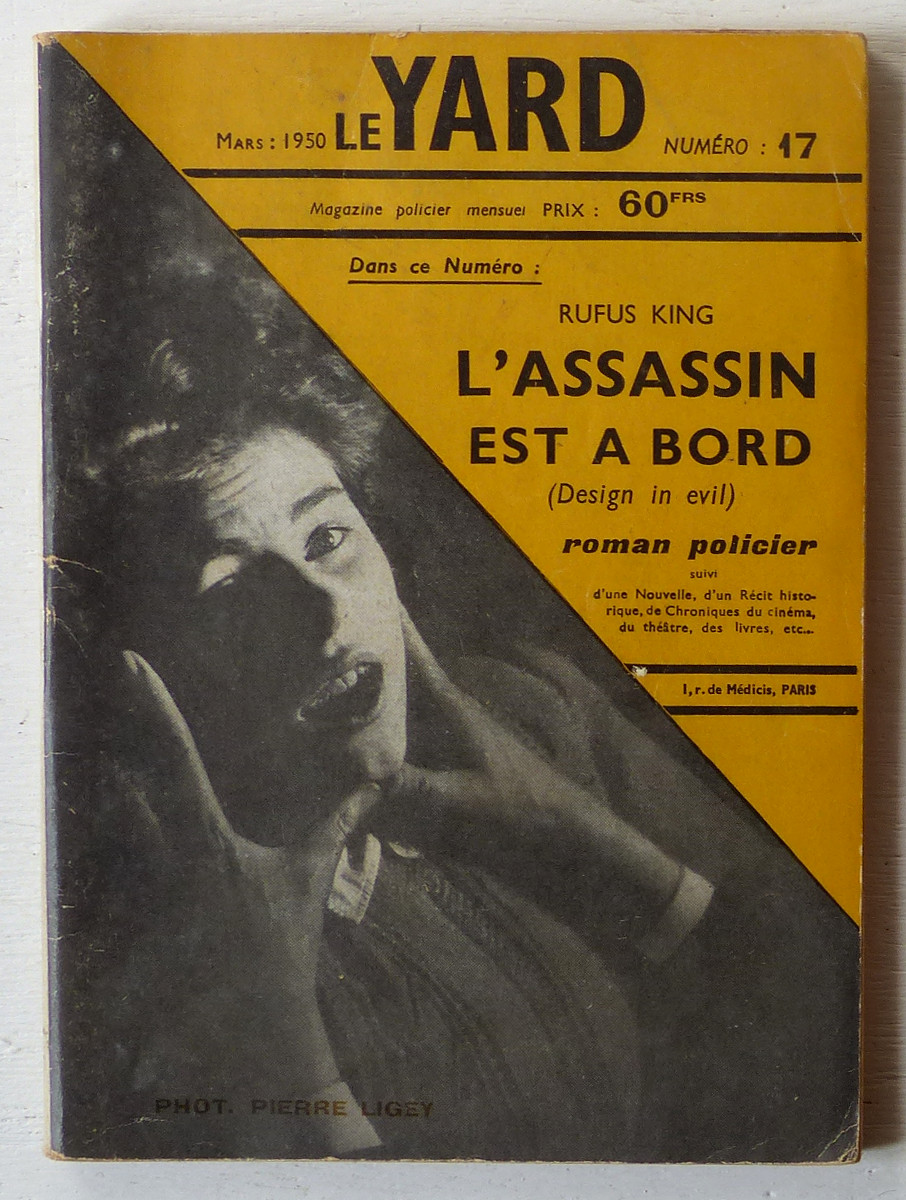 LE YARD
MARS : 1950
NUMÉRO : 17
Magazine policier mensuel PRIX : 60 FRS
Dans ce Numéro :
RUFUS KING
L'ASSASSIN
EST A BORD
(Design in evil)
roman policier
suivi
d'une Nouvelle, d'un Récit histo-
rique, de Chroniques du cinéma,
du théâtre, des livres, etc...
1, r. de Médicis, PARIS
PHOT. PIERRE LIGEY